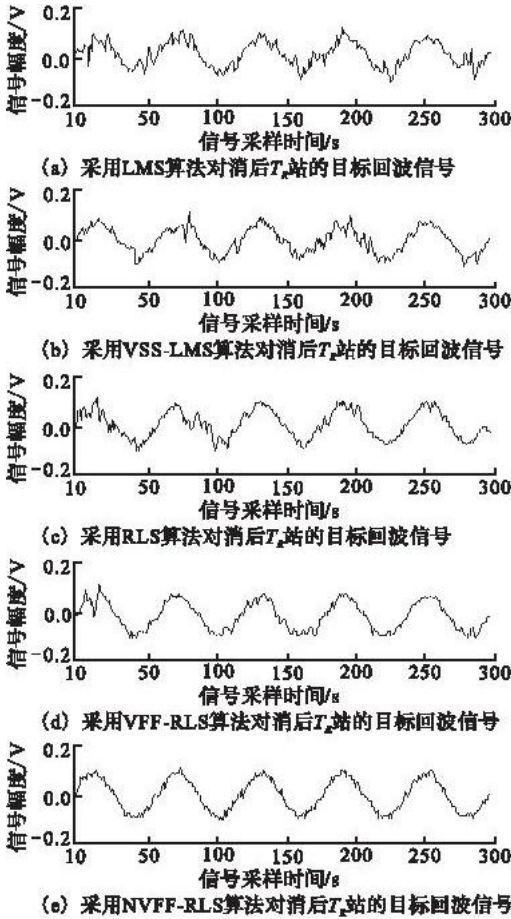 信号幅度/V
0.2
0.0
-0.2
10 50 100 150 200 250 300
信号采样时间/s
(a) 采用LMS算法对消后T_R站的目标回波信号
信号幅度/V
0.2
0.0
-0.2
10 50 100 150 200 250 300
信号采样时间/s
(b) 采用VSS-LMS算法对消后T_R站的目标回波信号
信号幅度/V
0.2
0.0
-0.2
10 50 100 150 200 250 300
信号采样时间/s
(c) 采用RLS算法对消后T_R站的目标回波信号
信号幅度/V
0.2
0.0
-0.2
10 50 100 150 200 250 300
信号采样时间/s
(d) 采用VFF-RLS算法对消后T_R站的目标回波信号
信号幅度/V
0.2
0.0
-0.2
10 50 100 150 200 250 300
信号采样时间/s
(e) 采用NVFF-RLS算法对消后T_R站的目标回波信号